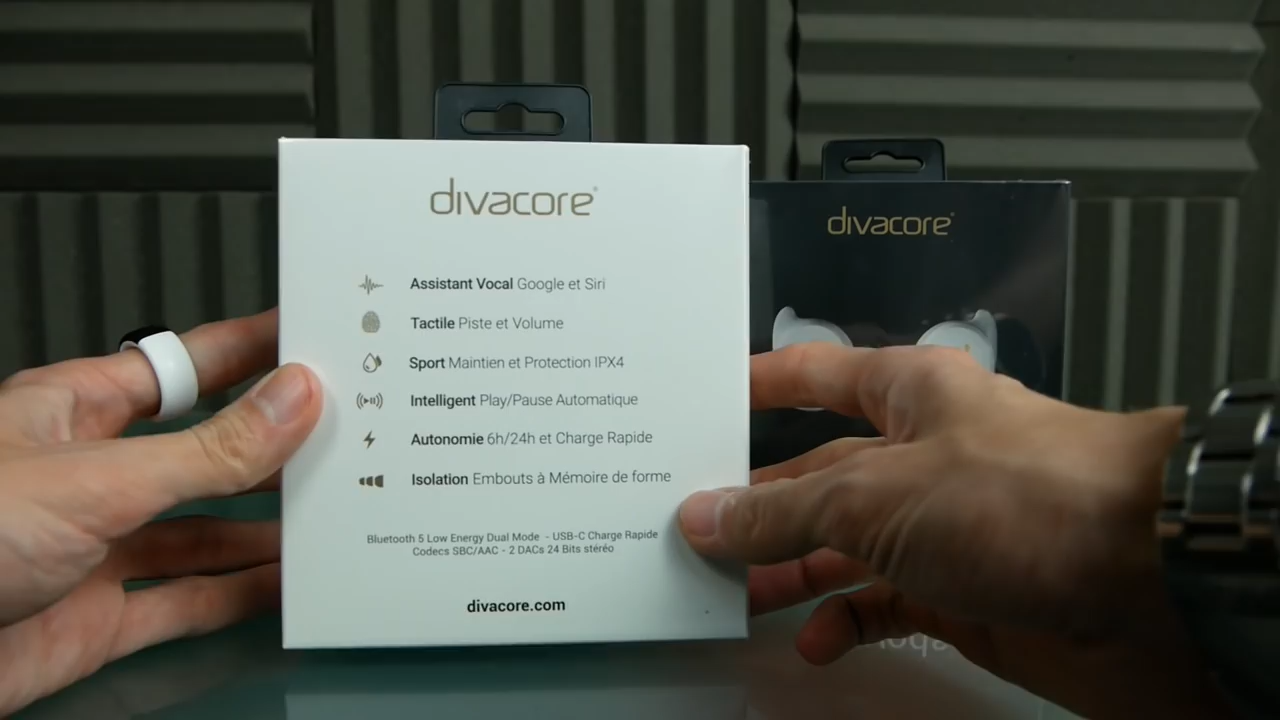 divacore
Assistant Vocal Google et Siri
Tactile Piste et Volume
Sport Maintien et Protection IPX4
Intelligent Play/Pause Automatique
Autonomie 6h/24h et Charge Rapide
Isolation Embouts à Mémoire de forme
Bluetooth 5 Low Energy Dual Mode - USB-C Charge Rapide
Codecs SBC/AAC - 2 DACs 24 Bits stéréo
divacore.com
divacore